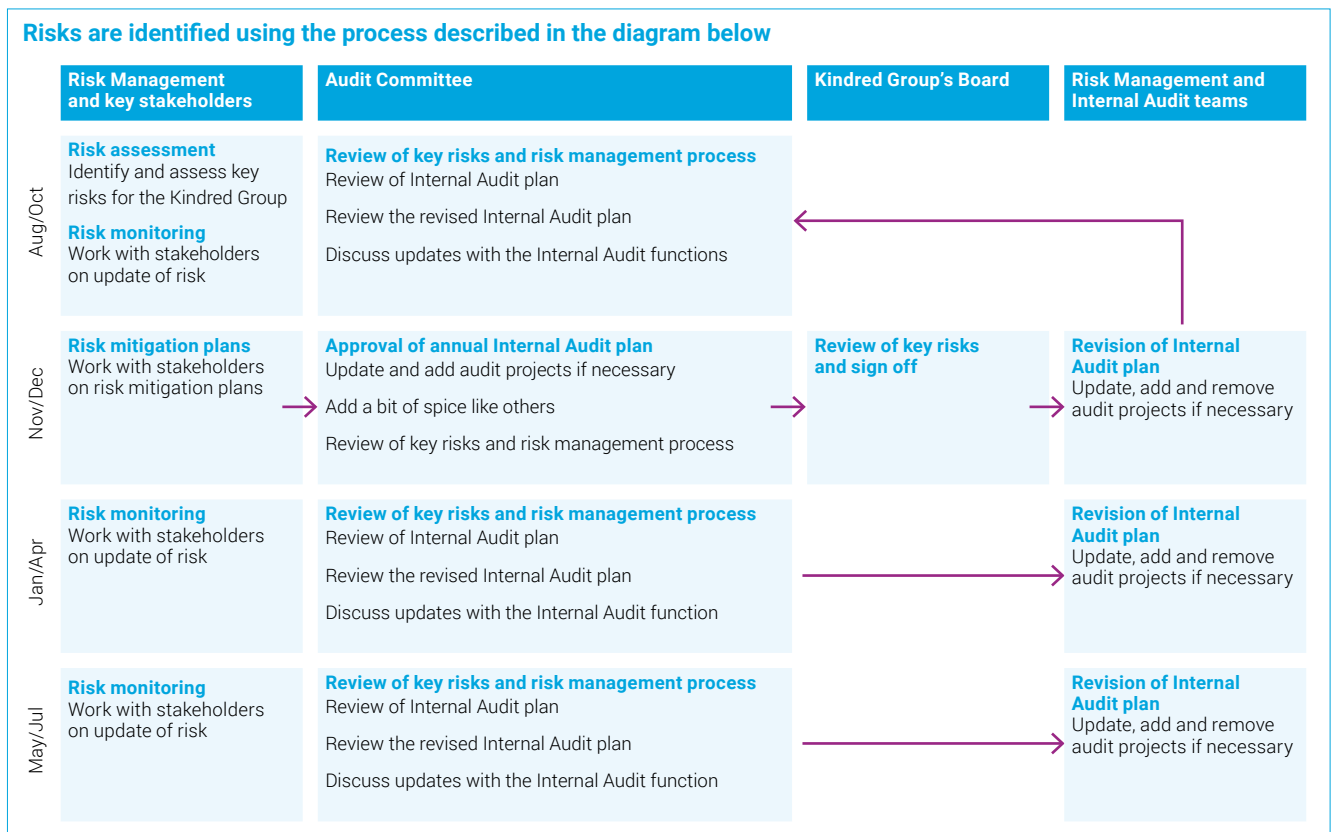 Risks are identified using the process described in the diagram below
Risk Management
and key stakeholders
Audit Committee
Kindred Group's Board
Risk Management and
Internal Audit teams
Aug/Oct
Risk assessment
Identify and assess key
risks for the Kindred Group
Risk monitoring
Work with stakeholders
on update of risk
Review of key risks and risk management process
Review of Internal Audit plan
Review the revised Internal Audit plan
Discuss updates with the Internal Audit functions
Nov/Dec
Risk mitigation plans
Work with stakeholders
on risk mitigation plans
Approval of annual Internal Audit plan
Update and add audit projects if necessary
Add a bit of spice like others
Review of key risks and risk management process
Review of key risks
and sign off
Revision of Internal
Audit plan
Update, add and remove
audit projects if necessary
Jan/Apr
Risk monitoring
Work with stakeholders
on update of risk
Review of key risks and risk management process
Review of Internal Audit plan
Review the revised Internal Audit plan
Discuss updates with the Internal Audit function
Revision of Internal
Audit plan
Update, add and remove
audit projects if necessary
May/Jul
Risk monitoring
Work with stakeholders
on update of risk
Review of key risks and risk management process
Review of Internal Audit plan
Review the revised Internal Audit plan
Discuss updates with the Internal Audit function
Revision of Internal
Audit plan
Update, add and remove
audit projects if necessary